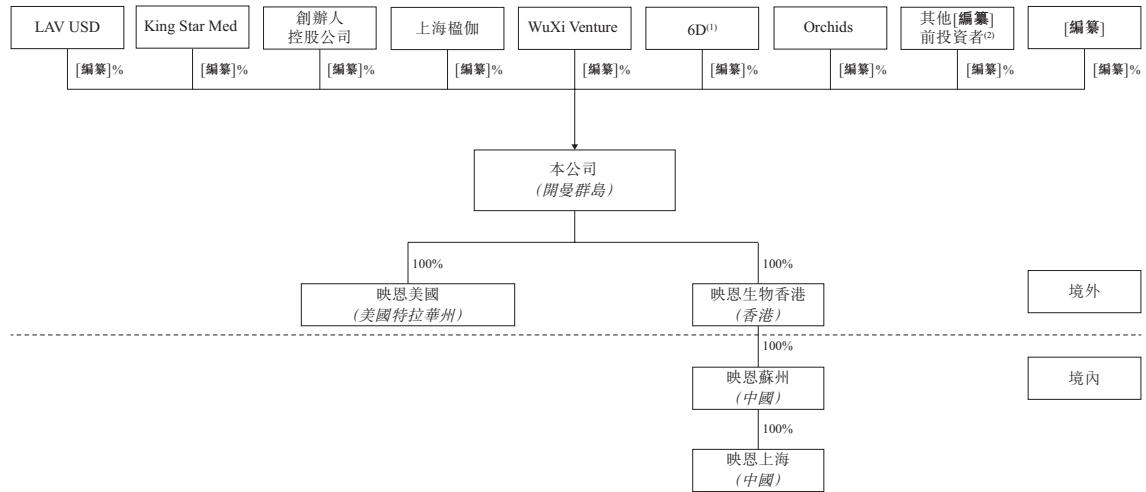 LAV USD
King Star Med
創辦人
控股公司
上海楹伽
WuXi Venture
6D(1)
Orchids
其他[編纂]
前投資者(2)
[編纂]
[編纂]%
[編纂]%
[編纂]%
[編纂]%
[編纂]%
[編纂]%
[編纂]%
[編纂]%
[編纂]%
本公司
（開曼群島）
100%
100%
映恩美國
（美國特拉華州）
映恩生物香港
（香港）
境外
100%
映恩蘇州
（中國）
境內
100%
映恩上海
（中國）